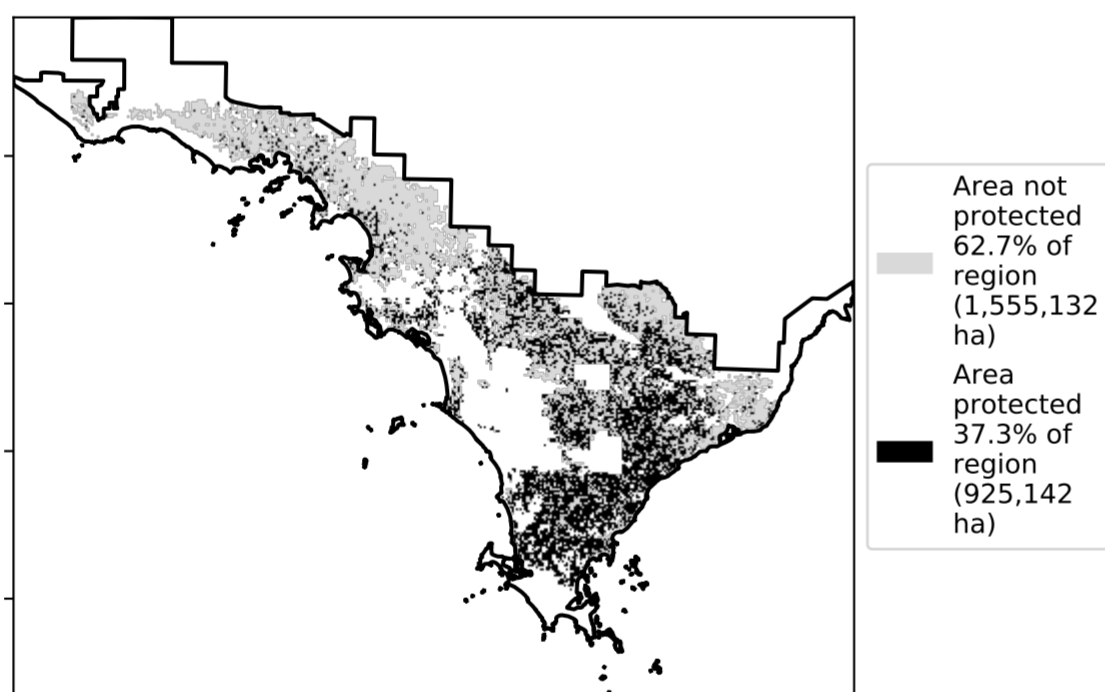 Area not
protected
62.7% of
region
(1,555,132
ha)
Area
protected
37.3% of
region
(925,142
ha)